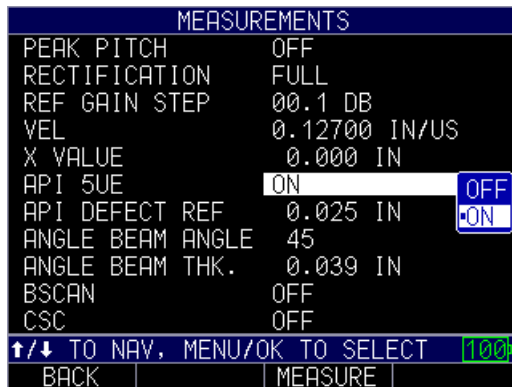 MEASUREMENTS
PEAK PITCH OFF
RECTIFICATION FULL
REF GAIN STEP 00.1 DB
VEL 0.12700 IN/US
X VALUE 0.000 IN
API 5UE ON OFF
API DEFECT REF 0.025 IN ON
ANGLE BEAM ANGLE 45
ANGLE BEAM THK. 0.039 IN
BSCAN OFF
CSC OFF
↑/↓ TO NAV, MENU/OK TO SELECT 100
BACK MEASURE